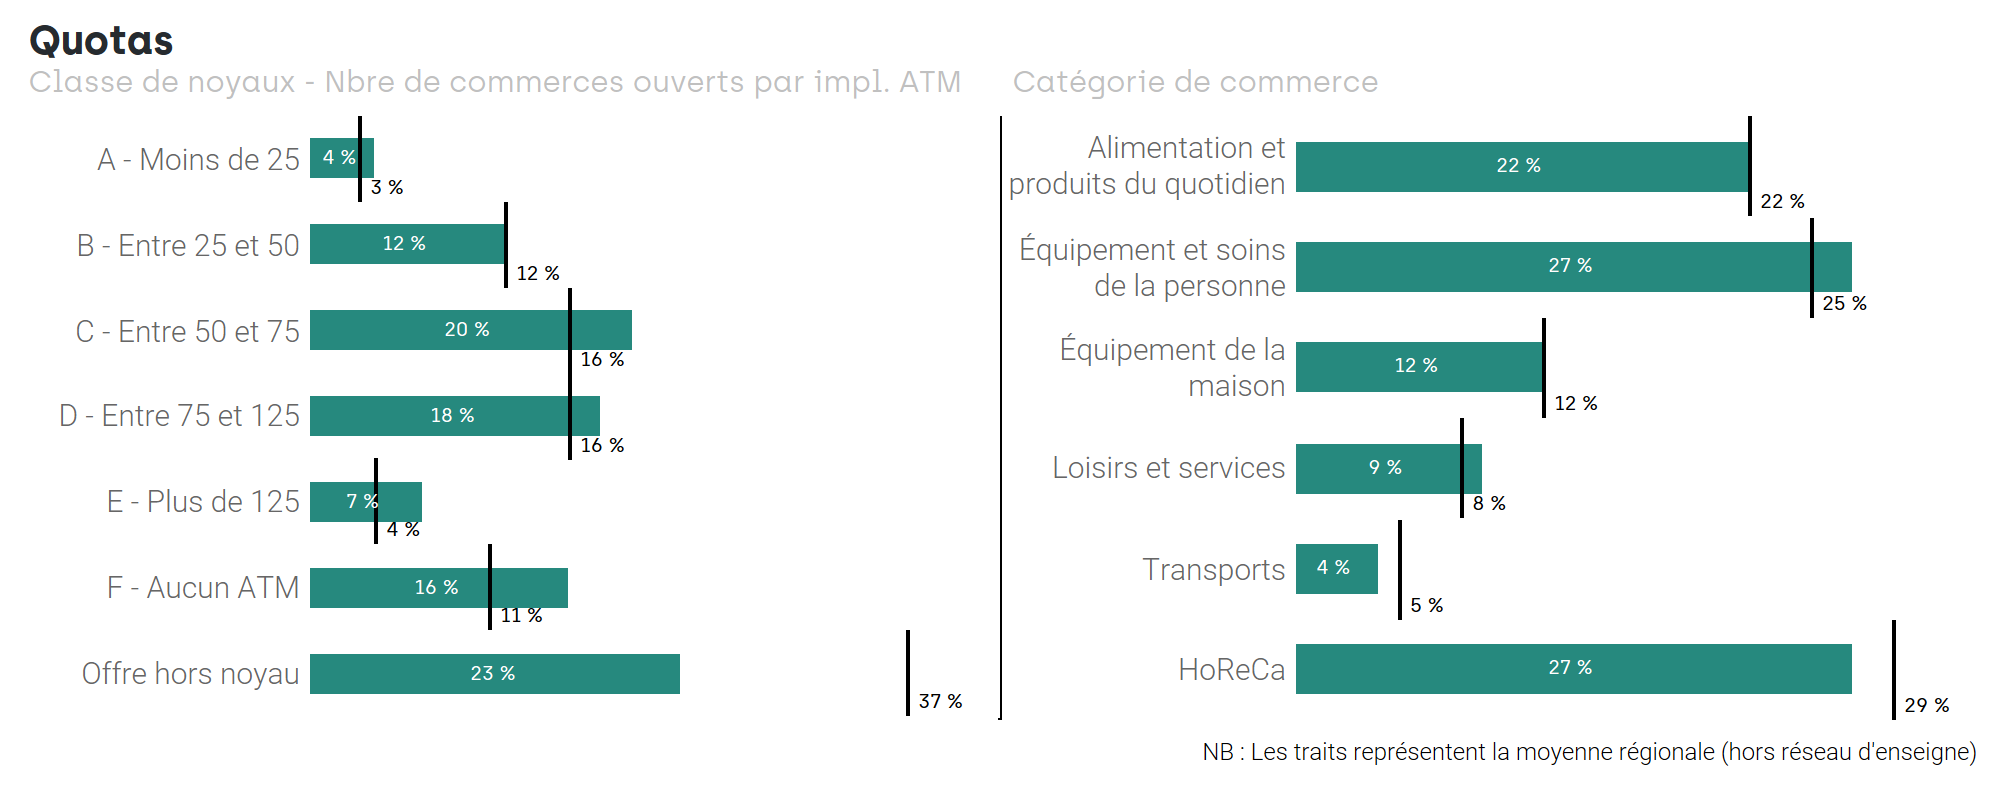 Quotas
Classe de noyaux - Nbre de commerces ouverts par impl. ATM
A - Moins de 25
4 %
3 %
B - Entre 25 et 50
12 %
12 %
C - Entre 50 et 75
20 %
16 %
D - Entre 75 et 125
18 %
16 %
E - Plus de 125
7 %
4 %
F - Aucun ATM
16 %
11 %
Offre hors noyau
23 %
37 %
Catégorie de commerce
Alimentation et
produits du quotidien
22 %
22 %
Équipement et soins
de la personne
27 %
25 %
Équipement de la
maison
12 %
12 %
Loisirs et services
9 %
8 %
Transports
4 %
5 %
HoReCa
27 %
29 %
NB : Les traits représentent la moyenne régionale (hors réseau d'enseigne)